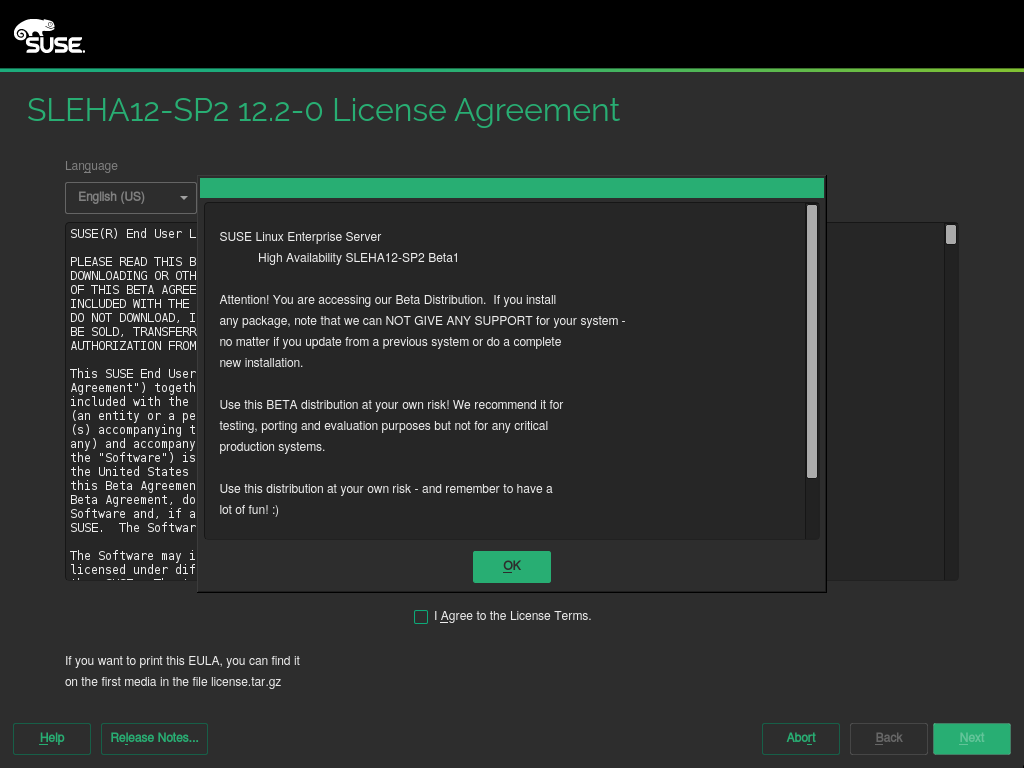 SUSE
SLEHA12-SP2 12.2-0 License Agreement
Language
English (US)
SUSE(R) End User L
PLEASE READ THIS B
DOWNLOADING OR OTH
OF THIS BETA AGREE
INCLUDED WITH THE
DO NOT DOWNLOAD, I
BE SOLD, TRANSFERR
AUTHORIZATION FROM
This SUSE End User
Agreement") togeth
included with the
(an entity or a pe
(s) accompanying t
any) and accompany
the "Software") is
the United States
this Beta Agreemen
Beta Agreement, do
Software and, if a
SUSE.  The Softwar
The Software may i
licensed under dif
SUSE Linux Enterprise Server
High Availability SLEHA12-SP2 Beta1
Attention! You are accessing our Beta Distribution.  If you install
any package, note that we can NOT GIVE ANY SUPPORT for your system -
no matter if you update from a previous system or do a complete
new installation.
Use this BETA distribution at your own risk! We recommend it for
testing, porting and evaluation purposes but not for any critical
production systems.
Use this distribution at your own risk - and remember to have a
lot of fun! :)
OK
I Agree to the License Terms.
If you want to print this EULA, you can find it
on the first media in the file license.tar.gz
Help
Release Notes...
Abort
Back
Next